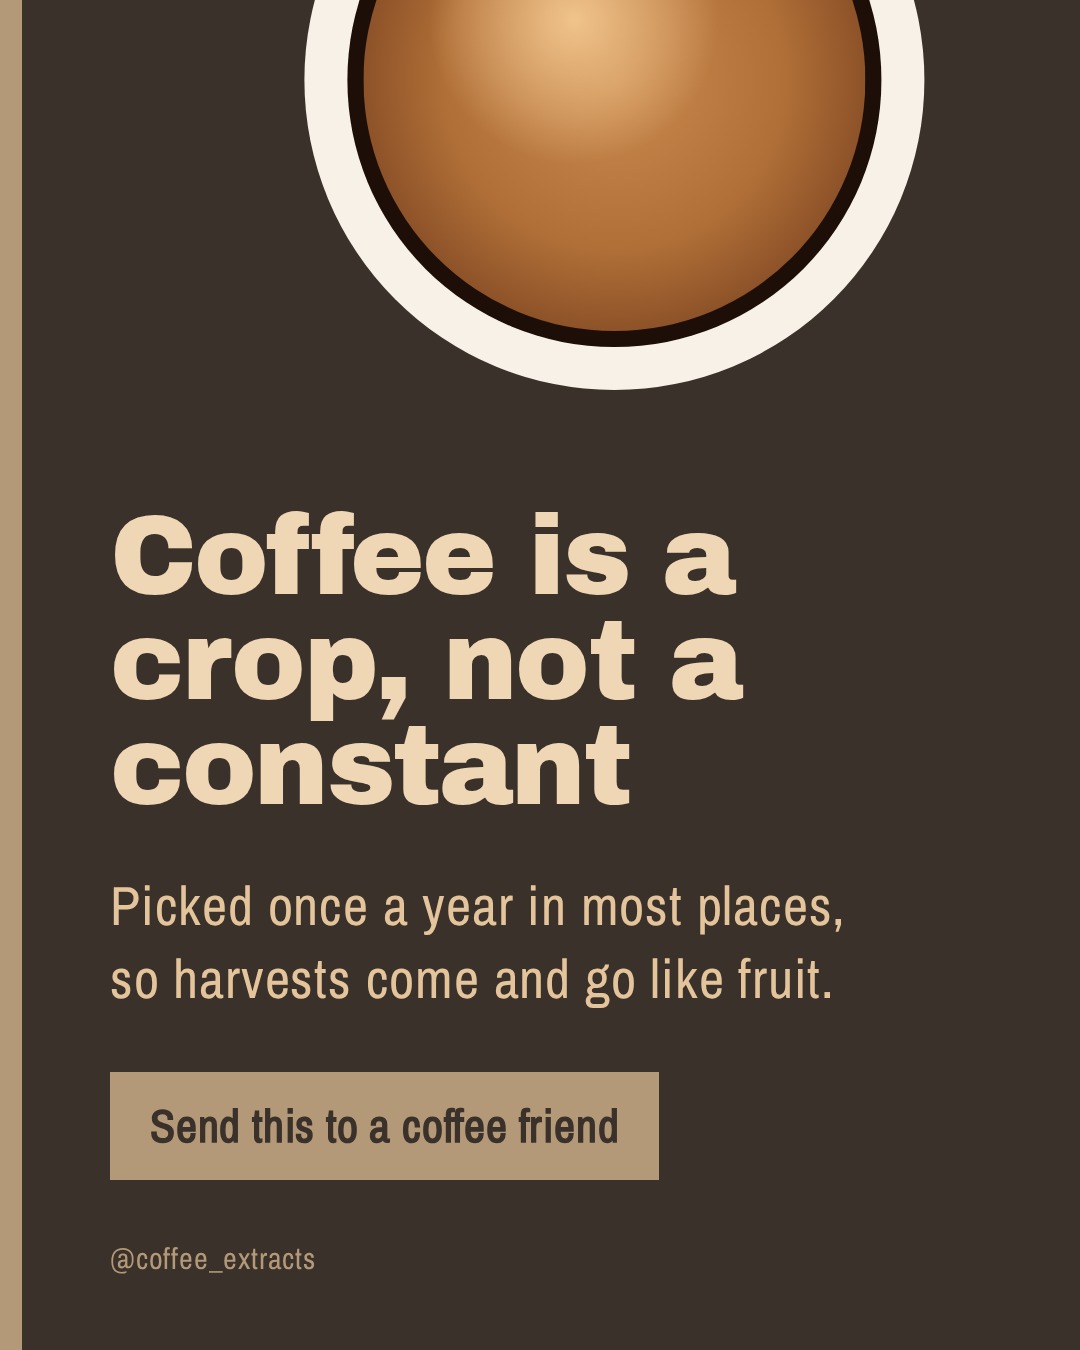 Coffee is a
crop, not a
constant
Picked once a year in most places,
so harvests come and go like fruit.
Send this to a coffee friend
@coffee_extracts